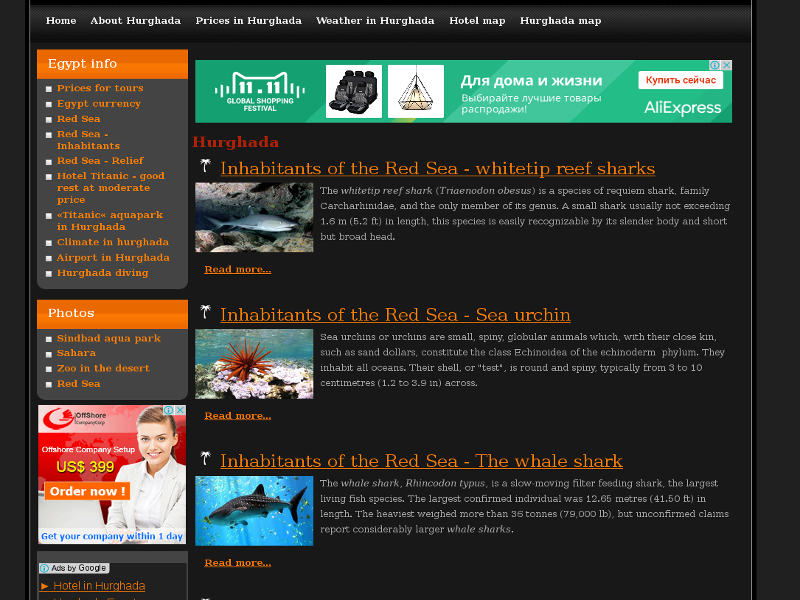 Home About Hurghada Prices in Hurghada Weather in Hurghada Hotel map Hurghada map
Egypt info
Prices for tours
Egypt currency
Red Sea
Red Sea -
Inhabitants
Red Sea - Relief
Hotel Titanic - good
rest at moderate
price
«Titanic« aquapark
in Hurghada
Climate in hurghada
Airport in Hurghada
Hurghada diving
Photos
Sindbad aqua park
Sahara
Zoo in the desert
Red Sea
OffShore
CompanyCorp
Offshore Company Setup
US$ 399
Order now !
Get your company within 1 day
Ads by Google
► Hotel in Hurghada
11.11
GLOBAL SHOPPING
FESTIVAL
Для дома и жизни
Выбирайте лучшие товары
распродажи!
Купить сейчас
AliExpress
Hurghada
Inhabitants of the Red Sea - whitetip reef sharks
The whitetip reef shark (Triaenodon obesus) is a species of requiem shark, family
Carcharhinidae, and the only member of its genus. A small shark usually not exceeding
1.6 m (5.2 ft) in length, this species is easily recognizable by its slender body and short
but broad head.
Read more...
Inhabitants of the Red Sea - Sea urchin
Sea urchins or urchins are small, spiny, globular animals which, with their close kin,
such as sand dollars, constitute the class Echinoidea of the echinoderm phylum. They
inhabit all oceans. Their shell, or "test", is round and spiny, typically from 3 to 10
centimetres (1.2 to 3.9 in) across.
Read more...
Inhabitants of the Red Sea - The whale shark
The whale shark, Rhincodon typus, is a slow-moving filter feeding shark, the largest
living fish species. The largest confirmed individual was 12.65 metres (41.50 ft) in
length. The heaviest weighed more than 36 tonnes (79,000 lb), but unconfirmed claims
report considerably larger whale sharks.
Read more...